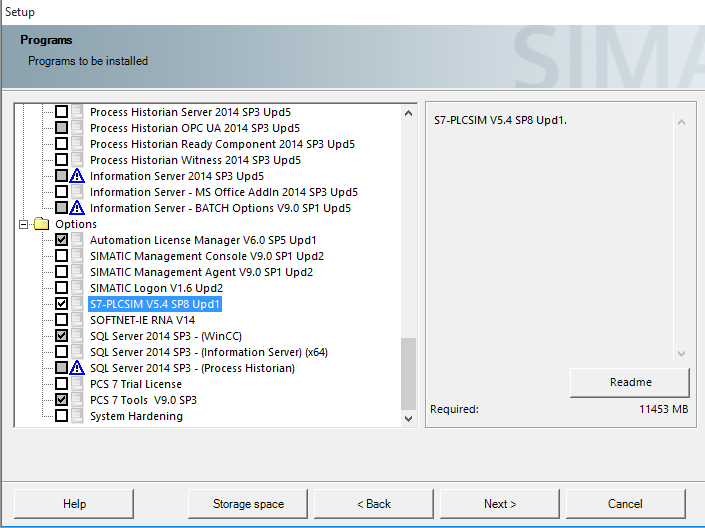 Setup
Programs
Programs to be installed
SIMA
Process Historian Server 2014 SP3 Upd5
Process Historian OPC UA 2014 SP3 Upd5
Process Historian Ready Component 2014 SP3 Upd5
Process Historian Witness 2014 SP3 Upd5
Information Server 2014 SP3 Upd5
Information Server - MS Office AddIn 2014 SP3 Upd5
Information Server - BATCH Options V9.0 SP1 Upd5
Options
Automation License Manager V6.0 SP5 Upd1
SIMATIC Management Console V9.0 SP1 Upd2
SIMATIC Management Agent V9.0 SP1 Upd2
SIMATIC Logon V1.6 Upd2
S7-PLCSIM V5.4 SP8 Upd1
SOFTNET-IE RNA V14
SQL Server 2014 SP3 - (WinCC)
SQL Server 2014 SP3 - (Information Server) (x64)
SQL Server 2014 SP3 - (Process Historian)
PCS 7 Trial License
PCS 7 Tools V9.0 SP3
System Hardening
S7-PLCSIM V5.4 SP8 Upd1.
Readme
Required: 11453 MB
Help
Storage space
< Back
Next >
Cancel